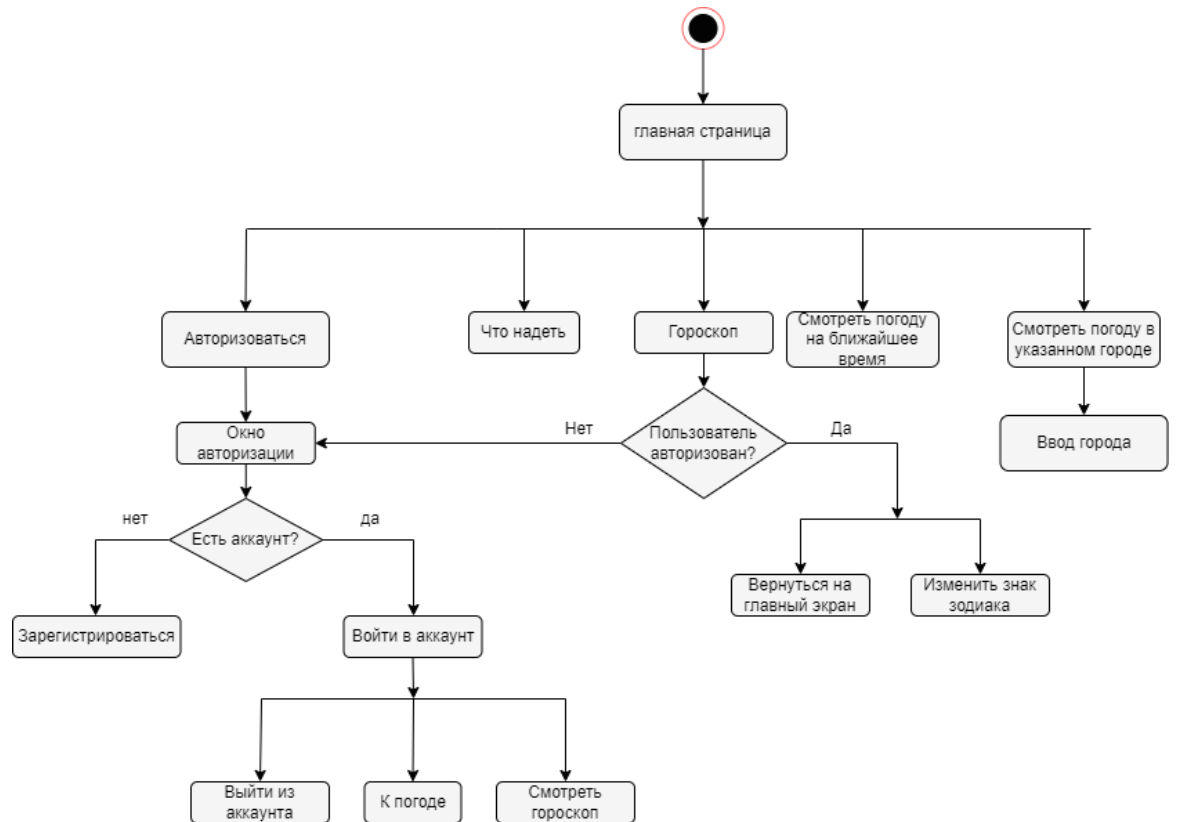 главная страница
Авторизоваться
Что надеть
Гороскоп
Смотреть погоду
на ближайшее
время
Смотреть погоду в
указанном городе
Окно
авторизации
Нет
Пользователь
авторизован?
Да
Ввод города
нет
Есть аккаунт?
да
Вернуться на
главный экран
Изменить знак
зодиака
Зарегистрироваться
Войти в аккаунт
Выйти из
аккаунта
К погоде
Смотреть
гороскоп